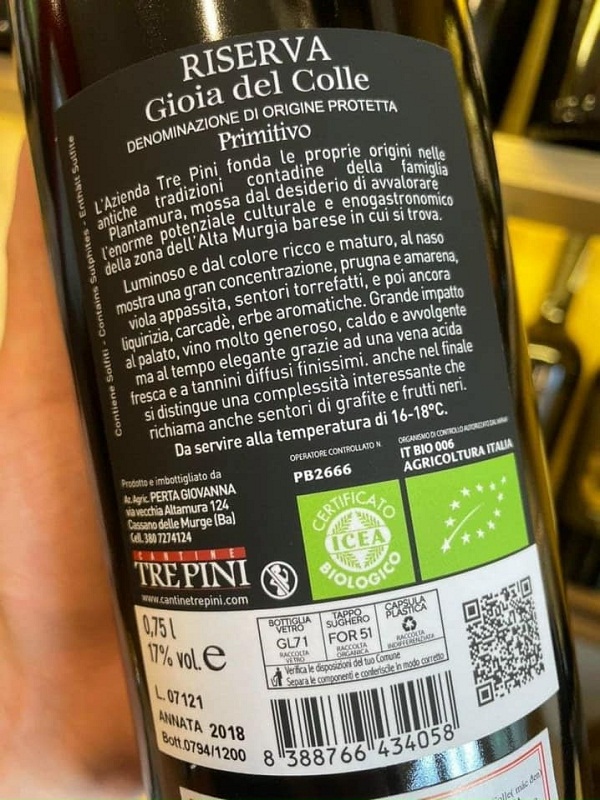 RISERVA
Gioia del Colle
DENOMINAZIONE DI ORIGINE PROTETTA
Primitivo
L'Azienda Tre Pini fonda le proprie origini nelle
antiche tradizioni contadine della famiglia
Plantamura, mossa dal desiderio di avvalorare
l'enorme potenziale culturale e enogastronomico
della zona dell'Alta Murgia barese in cui si trova.
Luminoso e dal colore ricco e maturo, al naso
mostra una gran concentrazione, prugna e amarena,
viola appassita, sentori torrefatti, e poi ancora
liquirizia, carcadè, erbe aromatiche. Grande impatto
al palato, vino molto generoso, caldo e avvolgente
ma al tempo elegante grazie ad una vena acida
fresca e a tannini diffusi finissimi. anche nel finale
si distingue una complessità interessante che
richiama anche sentori di grafite e frutti neri.
Da servire alla temperatura di 16-18°C.
Contiene Solfiti - Contains Sulphites - Enthält Sulfite
Prodotto e imbottigliato da
Az. Agric. PERTA GIOVANNA
via vecchia Altamura 124
Cassano delle Murge (Ba)
Cell. 380 7274124
CANTINE
TREPINI
www.cantinetrepini.com
OPERATORE CONTROLLATO N.
PB2666
ORGANISMO DI CONTROLLO AUTORIZZATO DAL MIPAAF
IT BIO 006
AGRICOLTURA ITALIA
CERTIFICATO
ICEA
BIOLOGICO
0,75 l
17% vol. e
L. 07121
ANNATA 2018
Bott.0794/1200
BOTTIGLIA
VETRO
GL71
RACCOLTA
VETRO
TAPPO
SUGHERO
FOR 51
RACCOLTA
ORGANICA
CAPSULA
PLASTICA
RACCOLTA
INDIFFERENZIATA
Verifica le disposizioni del tuo Comune
Separa le componenti e conferiscile in modo corretto
8 388766 434058